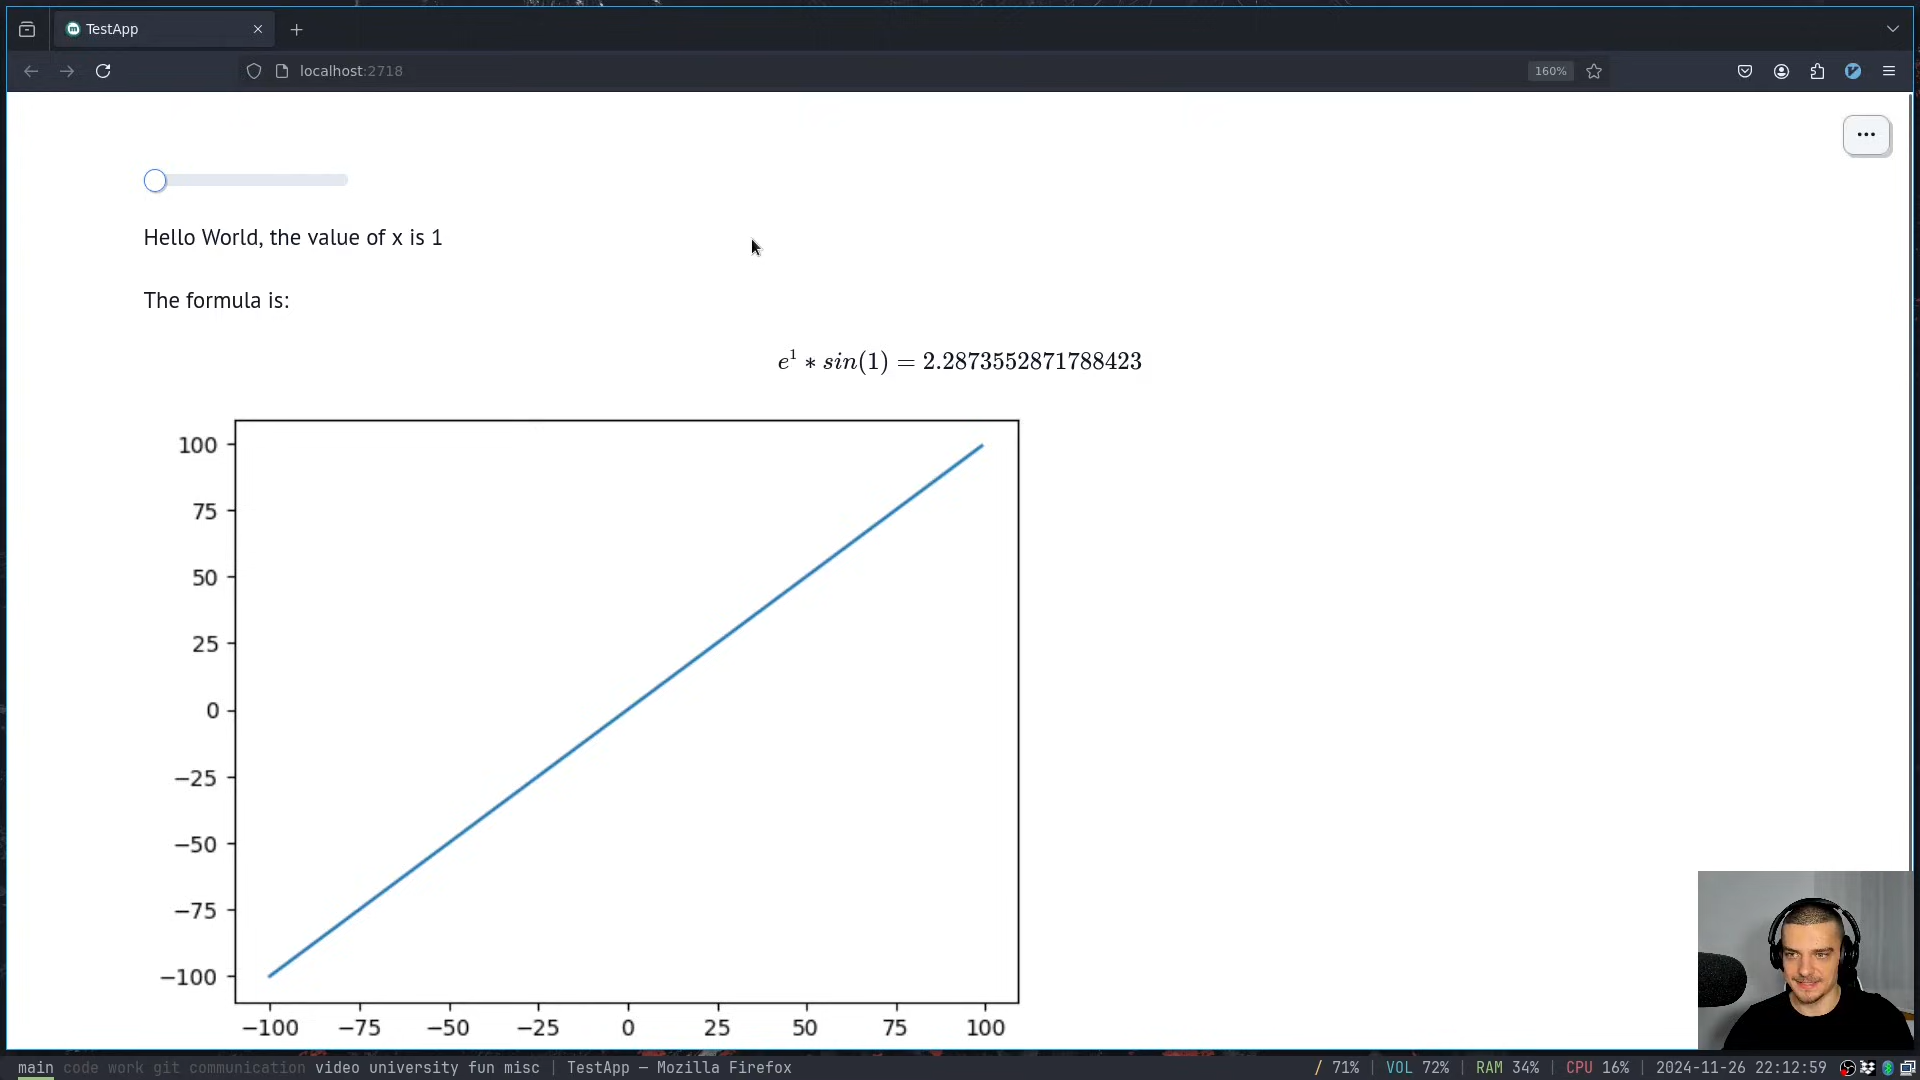 TestApp
localhost:2718
160%
Hello World, the value of x is 1
The formula is:
e¹ * sin(1) = 2.2873552871788423
100
75
50
25
0
−25
−50
−75
−100
−100 −75 −50 −25 0 25 50 75 100
main code work git communication video university fun misc | TestApp — Mozilla Firefox / 71% | VOL 72% | RAM 34% | CPU 16% | 2024-11-26 22:12:59